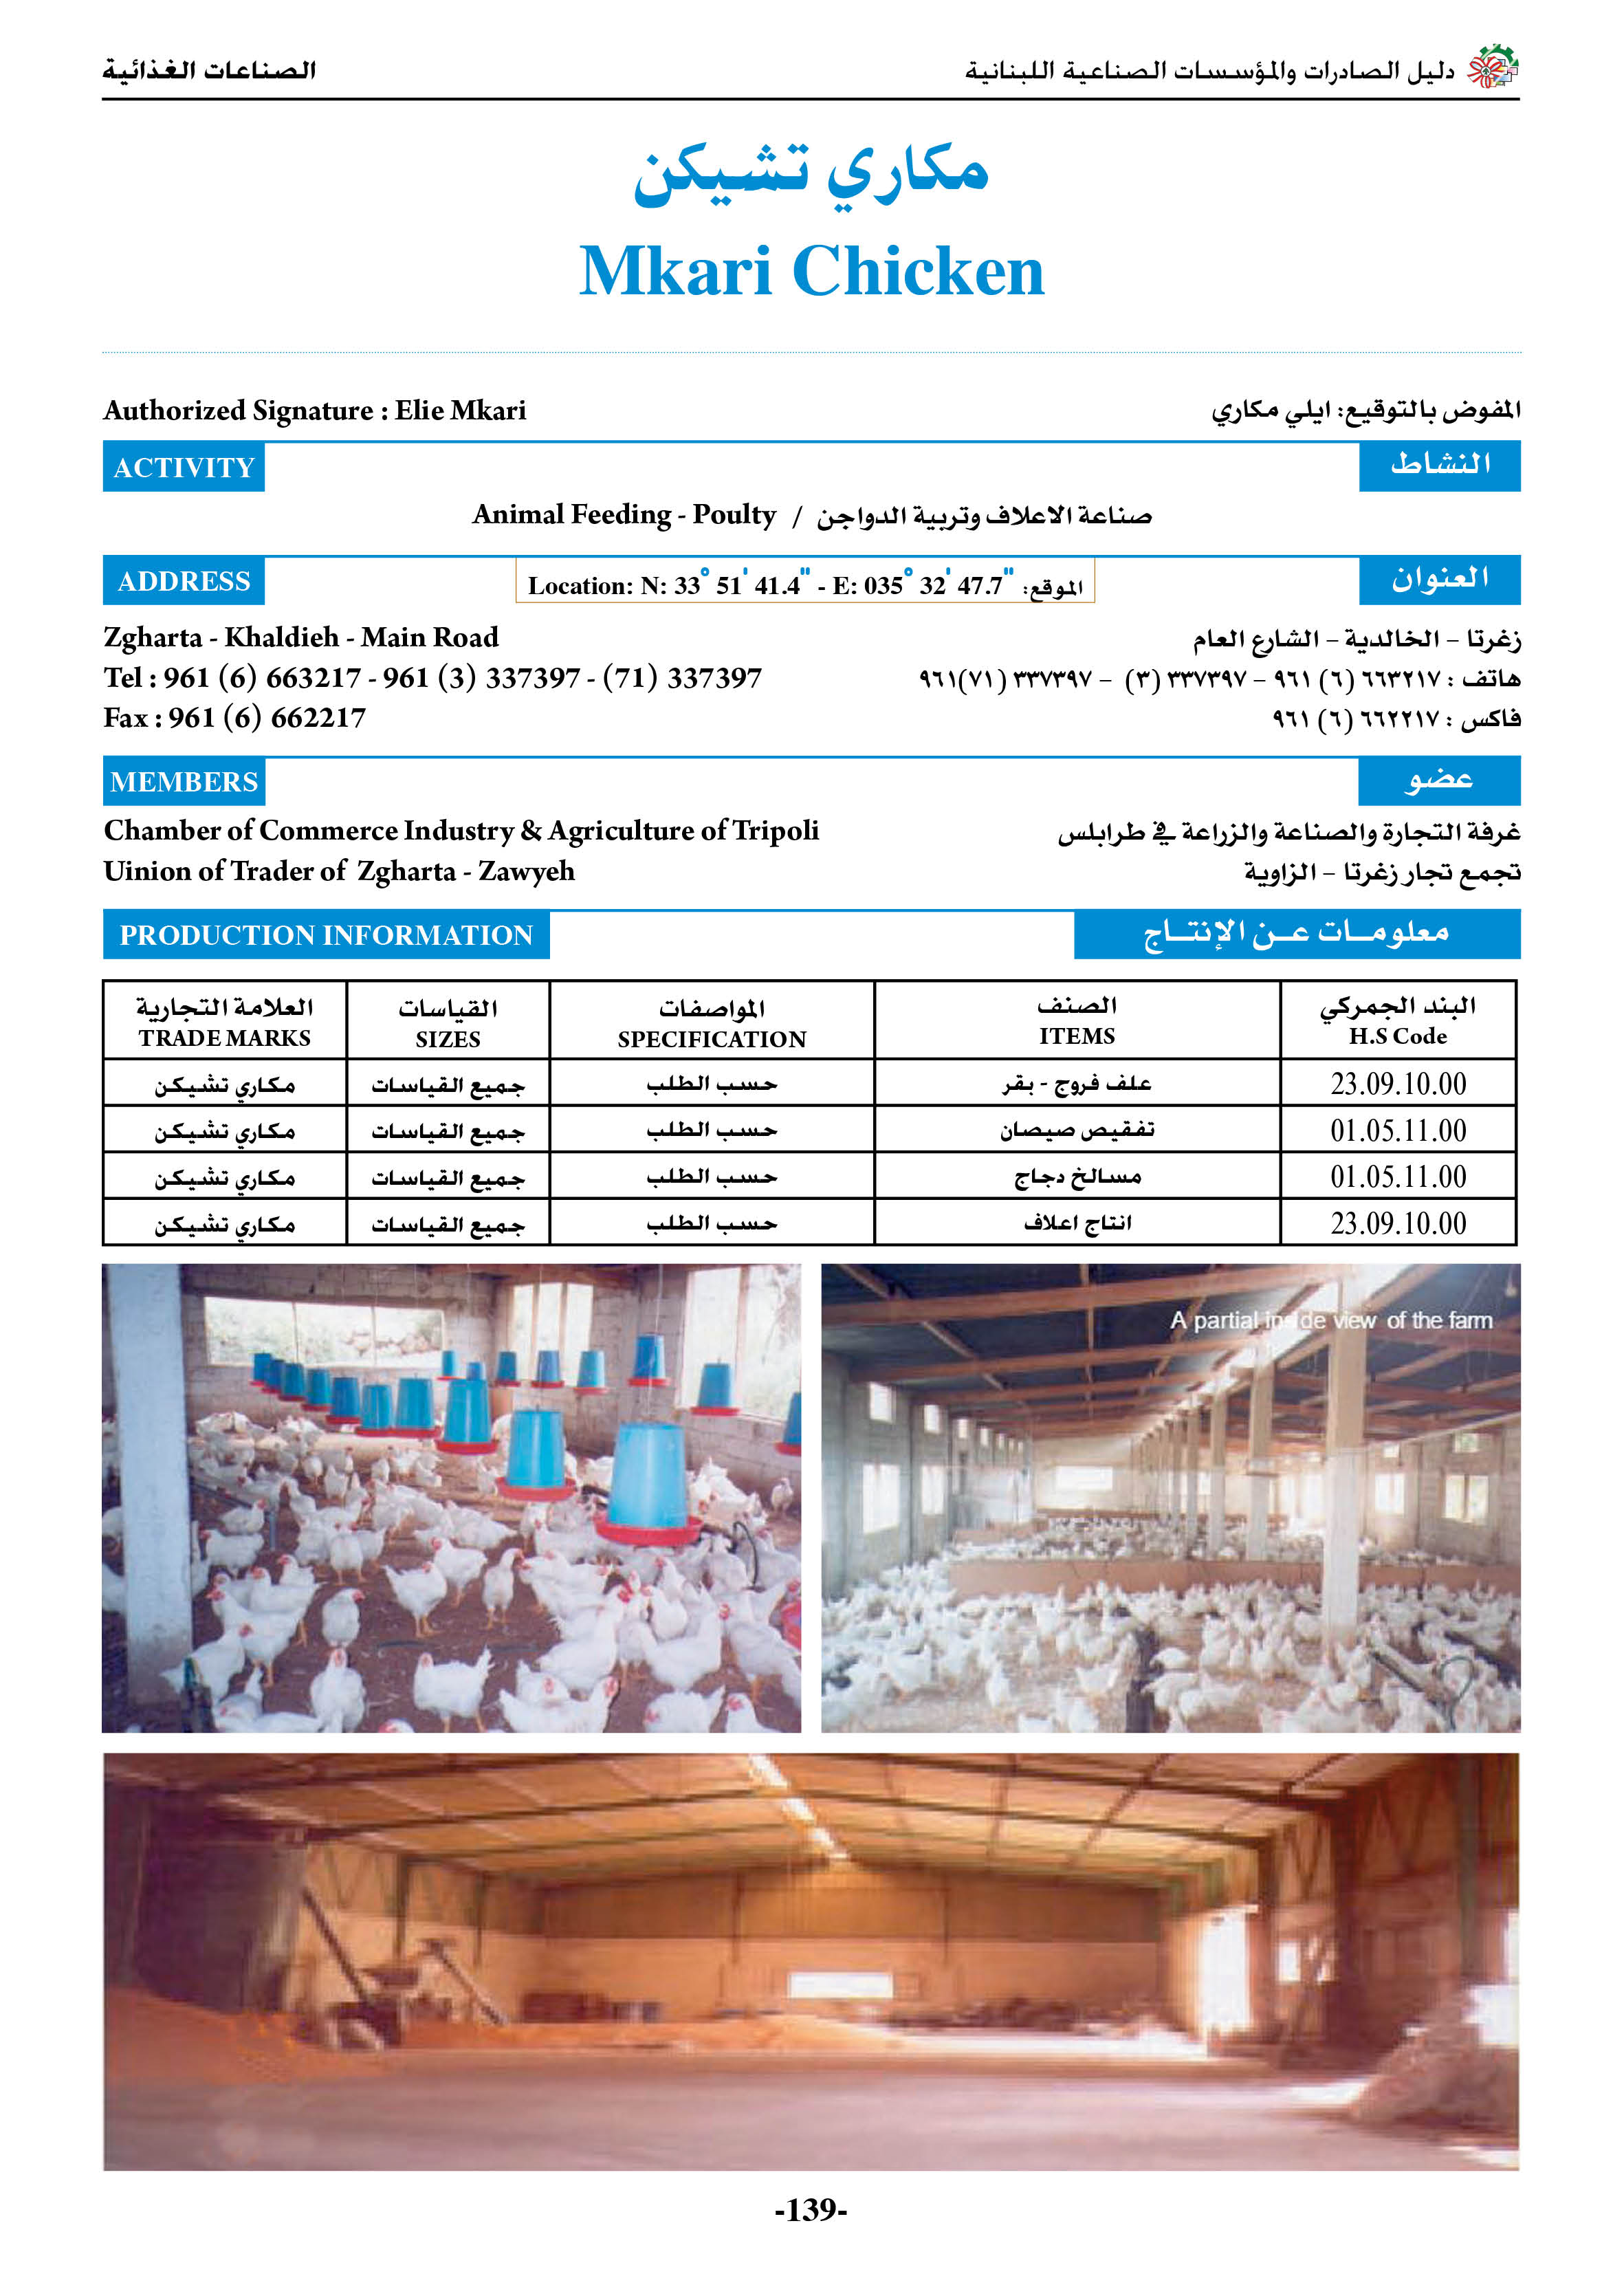 الصناعات الغذائية
دليل الصادرات والمؤسسات الصناعية اللبنانية
مكاري تشيكن
Mkari Chicken
Authorized Signature : Elie Mkari
المفوض بالتوقيع: ايلي مكاري
ACTIVITY
النشاط
Animal Feeding - Poulty / صناعة الاعلاف وتربية الدواجن
ADDRESS
Location: N: 33° 51' 41.4" - E: 035° 32' 47.7" الموقع:
العنوان
Zgharta - Khaldieh - Main Road
زغرتا – الخالدية – الشارع العام
Tel : 961 (6) 663217 - 961 (3) 337397 - (71) 337397
هاتف : ٦٦٣٢١٧ (٦) ٩٦١ – ٣٣٧٣٩٧ (٣) – ٣٣٧٣٩٧ (٧١)٩٦١
Fax : 961 (6) 662217
فاكس : ٦٦٢٢١٧ (٦) ٩٦١
MEMBERS
عضو
Chamber of Commerce Industry & Agriculture of Tripoli
غرفة التجارة والصناعة والزراعة في طرابلس
Uinion of Trader of Zgharta - Zawyeh
تجمع تجار زغرتا – الزاوية
PRODUCTION INFORMATION
معلومـات عـن الإنتـاج
العلامة التجارية القياسات المواصفات الصنف البند الجمركي
TRADE MARKS SIZES SPECIFICATION ITEMS H.S Code
مكاري تشيكن جميع القياسات حسب الطلب علف فروج - بقر 23.09.10.00
مكاري تشيكن جميع القياسات حسب الطلب تفقيص صيصان 01.05.11.00
مكاري تشيكن جميع القياسات حسب الطلب مسالخ دجاج 01.05.11.00
مكاري تشيكن جميع القياسات حسب الطلب انتاج اعلاف 23.09.10.00
A partial inside view of the farm
-139-